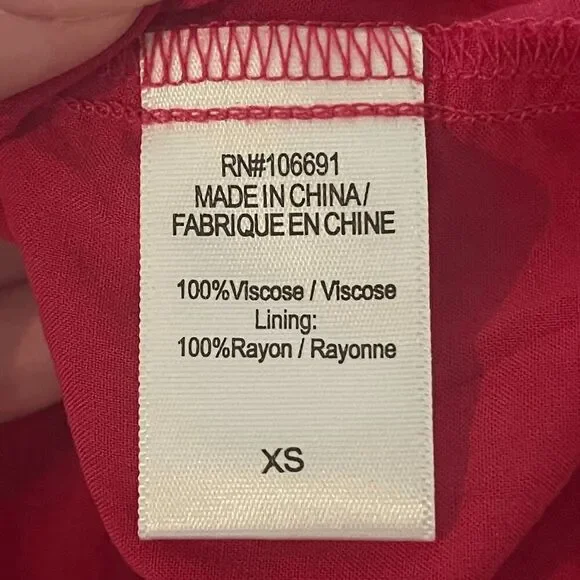 RN#106691
MADE IN CHINA/
FABRIQUE EN CHINE
100%Viscose / Viscose
Lining:
100%Rayon / Rayonne
XS